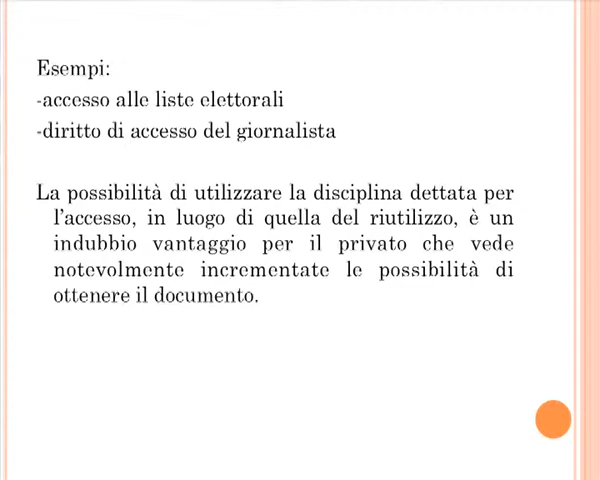 Esempi:
-accesso alle liste elettorali
-diritto di accesso del giornalista
La possibilità di utilizzare la disciplina dettata per
l'accesso, in luogo di quella del riutilizzo, è un
indubbio vantaggio per il privato che vede
notevolmente incrementate le possibilità di
ottenere il documento.